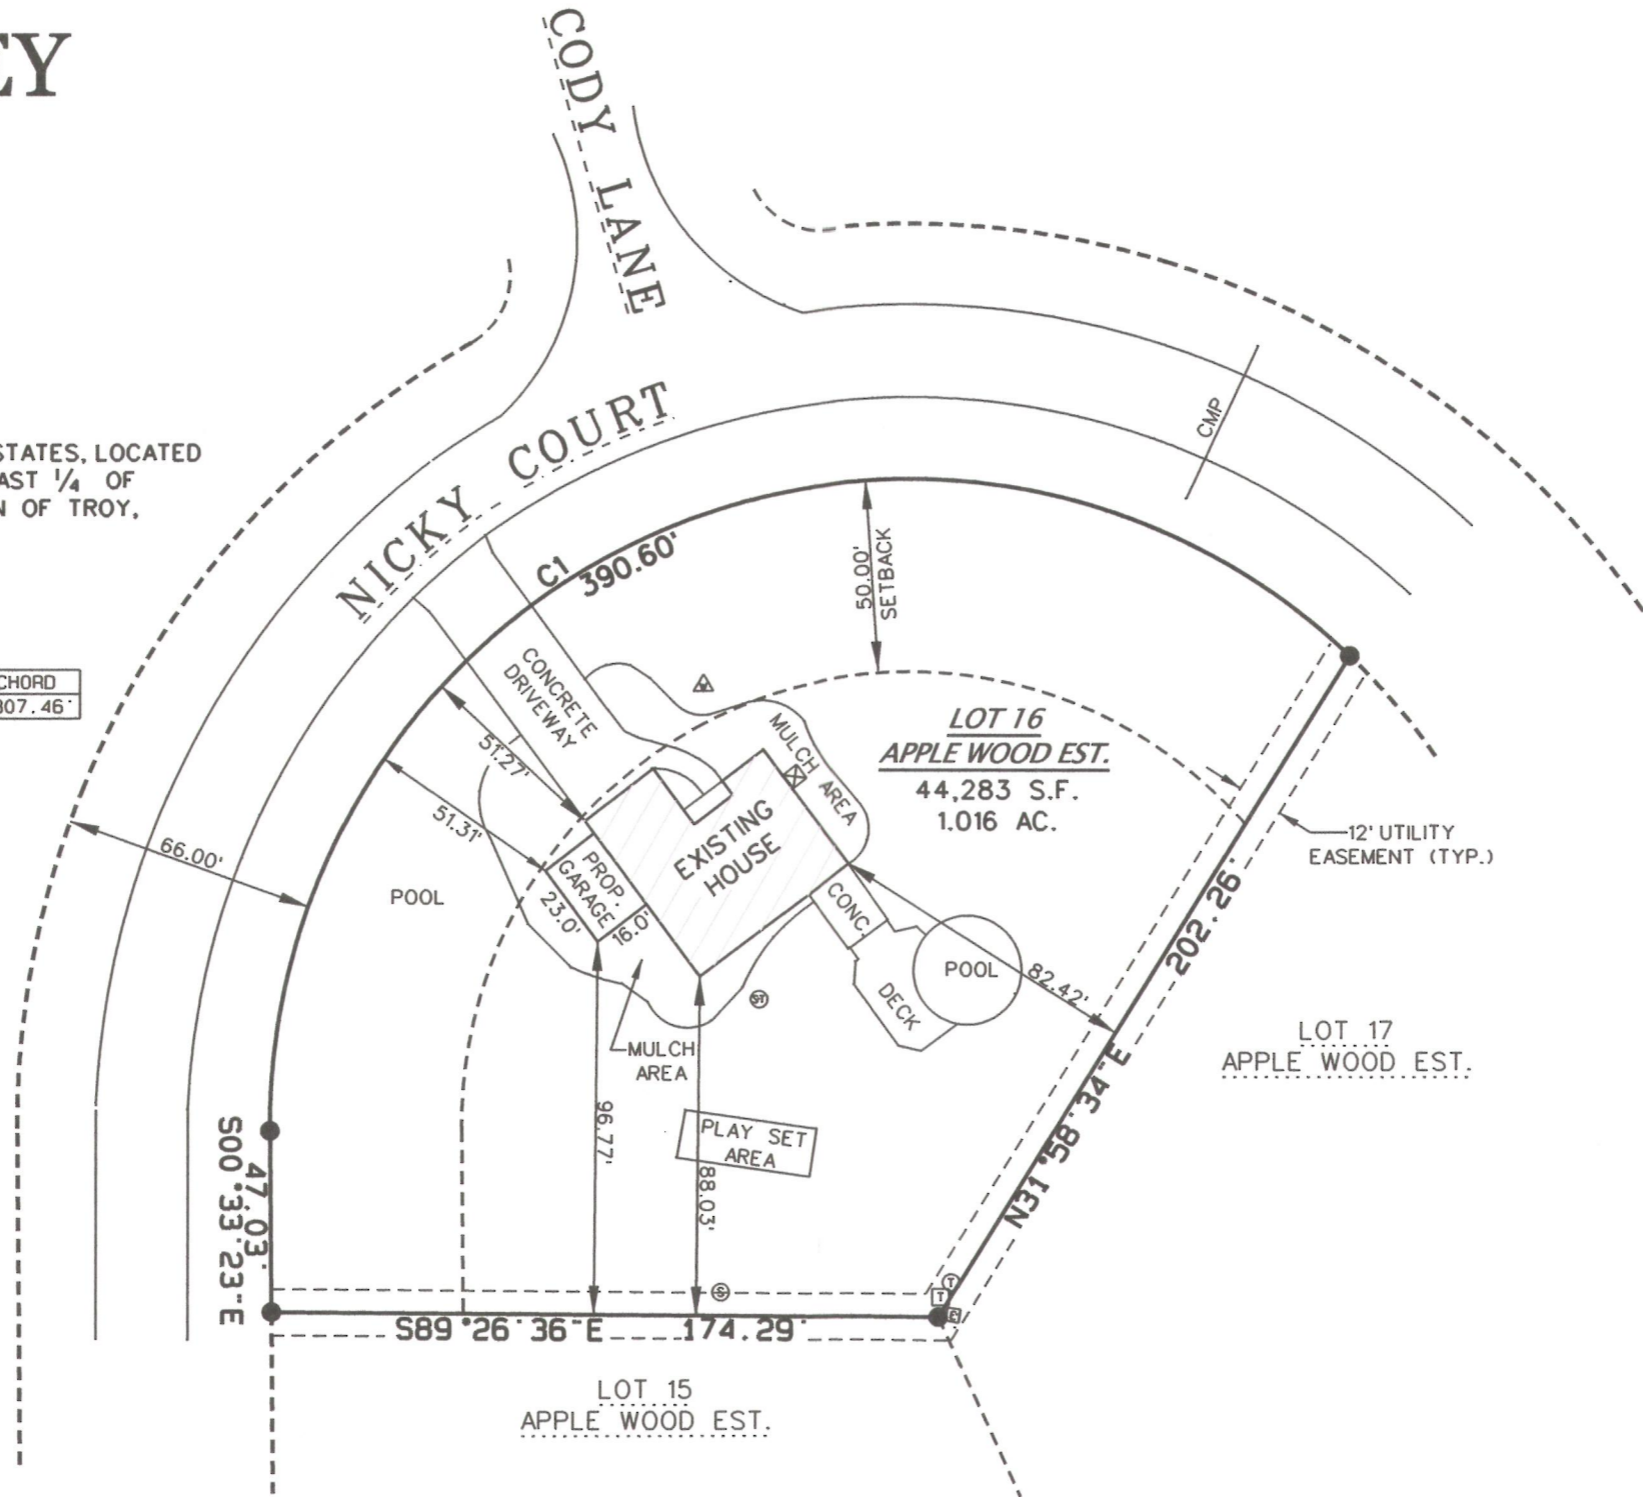 EY
CODY LANE
STATES, LOCATED
AST 1/4 OF
N OF TROY,
NICKY COURT
CMP
C1
390.60'
50.00'
SETBACK
CHORD
307.46'
CONCRETE
DRIVEWAY
51.27'
51.31'
66.00'
POOL
MULCH AREA
LOT 16
APPLE WOOD EST.
44,283 S.F.
1.016 AC.
EXISTING
HOUSE
PROP.
GARAGE
23.0'
16.0'
12' UTILITY
EASEMENT (TYP.)
CONC.
DECK
POOL
82.42'
202.26'
N31°58'34"E
ST
MULCH
AREA
LOT 17
APPLE WOOD EST.
96.77'
88.03'
PLAY SET
AREA
S00°33'23"E
47.03'
S
T
T
S89°26'36"E 174.29'
LOT 15
APPLE WOOD EST.